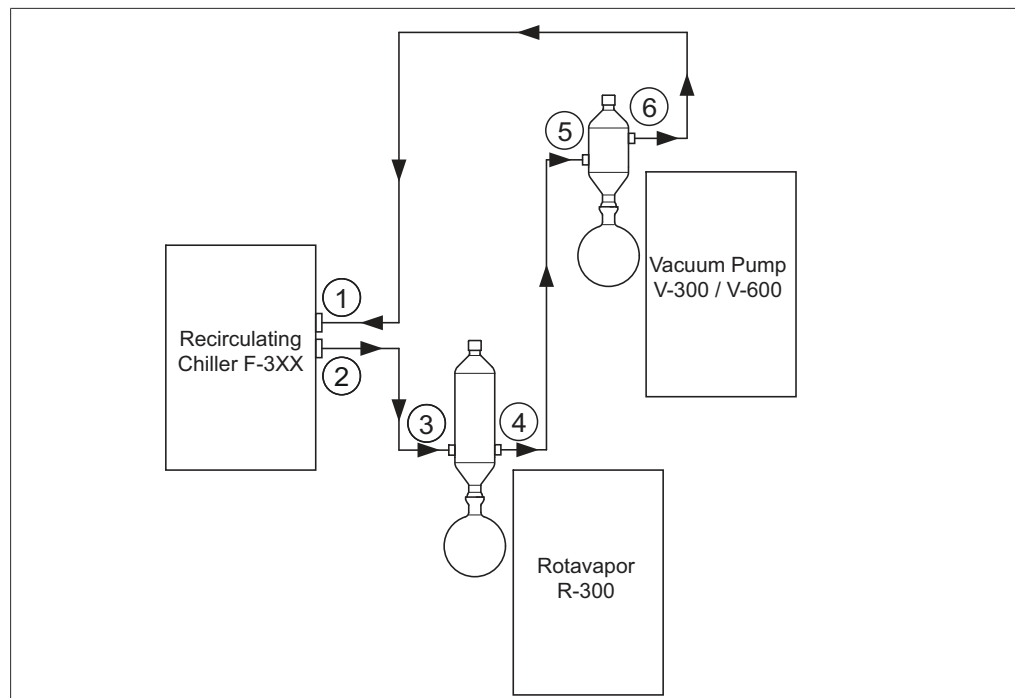 6
5
Vacuum Pump
V-300 / V-600
1
Recirculating
Chiller F-3XX
2
3
4
Rotavapor
R-300